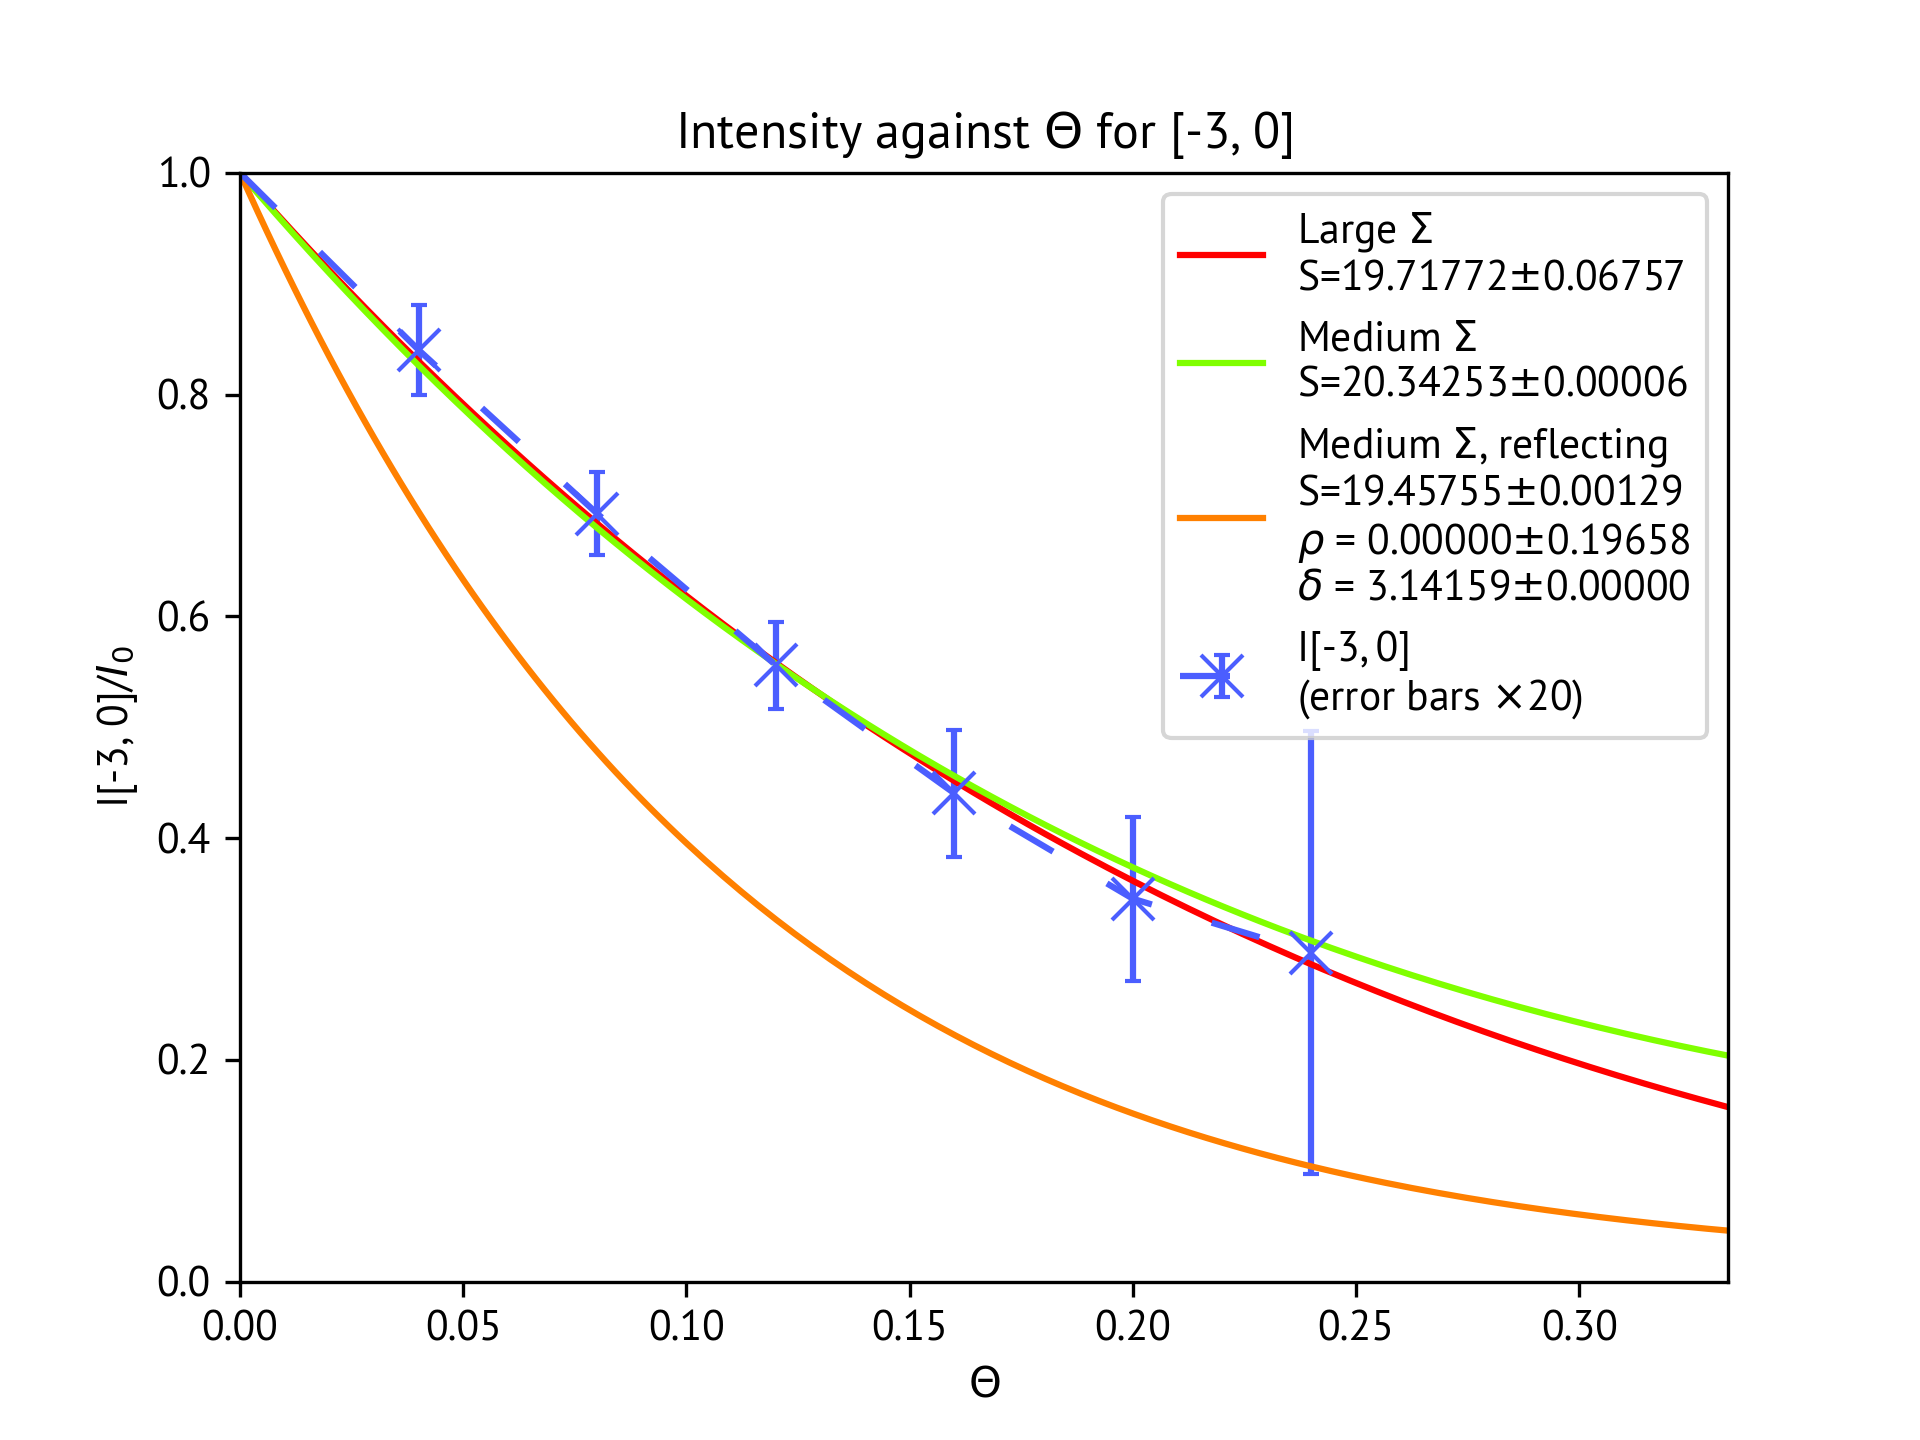 Intensity against Θ for [-3, 0]
1.0
0.8
0.6
0.4
0.2
0.0
I[-3, 0]/I₀
0.00
0.05
0.10
0.15
0.20
0.25
0.30
Θ
Large Σ
S=19.71772±0.06757
Medium Σ
S=20.34253±0.00006
Medium Σ, reflecting
S=19.45755±0.00129
ρ = 0.00000±0.19658
δ = 3.14159±0.00000
I[-3, 0]
(error bars ×20)